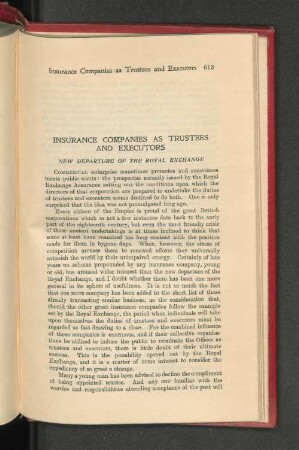 Insurance Companies as Trustees and Executors 613
INSURANCE COMPANIES AS TRUSTEES
AND EXECUTORS
NEW DEPARTURE OF THE ROYAL EXCHANGE
COMMERCIAL enterprise sometimes promotes and sometimes
meets public wants: the prospectus recently issued by the Royal
Exchange Assurance setting out the conditions upon which the
directors of that corporation are prepared to undertake the duties
of trustees and executors seems destined to do both. One is only
surprised that the idea was not promulgated long ago.
Every citizen of the Empire is proud of the great British
corporations which in not a few instances date back to the early
part of the eighteenth century, but even the most friendly critic
of these ancient undertakings is at times inclined to think that
some at least have remained too long content with the position
made for them in bygone days. When, however, the stress of
competition arouses them to renewed efforts they universally
astonish the world by their unimpaired energy. Certainly of late
years no scheme propounded by any insurance company, young
or old, has aroused wider interest than the new departure of the
Royal Exchange, and I doubt whether there has been one more
general in its sphere of usefulness. It is not so much the fact
that one more company has been added to the short list of those
already transacting similar business, as the consideration that,
should the other great insurance companies follow the example
set by the Royal Exchange, the period when individuals will take
upon themselves the duties of trustees and executors must be
regarded as fast drawing to a close. For the combined influence
of these companies is enormous, and if their collective organiza-
tions be utilised to induce the public to nominate the Offices as
trustees and executors, there is little doubt of their ultimate
success. This is the possibility opened out by the Royal
Exchange, and it is a matter of some interest to consider the
expediency of so great a change.
Many a young man has been advised to decline the compliment
of being appointed trustee. And any one familiar with the
worries and responsibilities attending acceptance of the post will